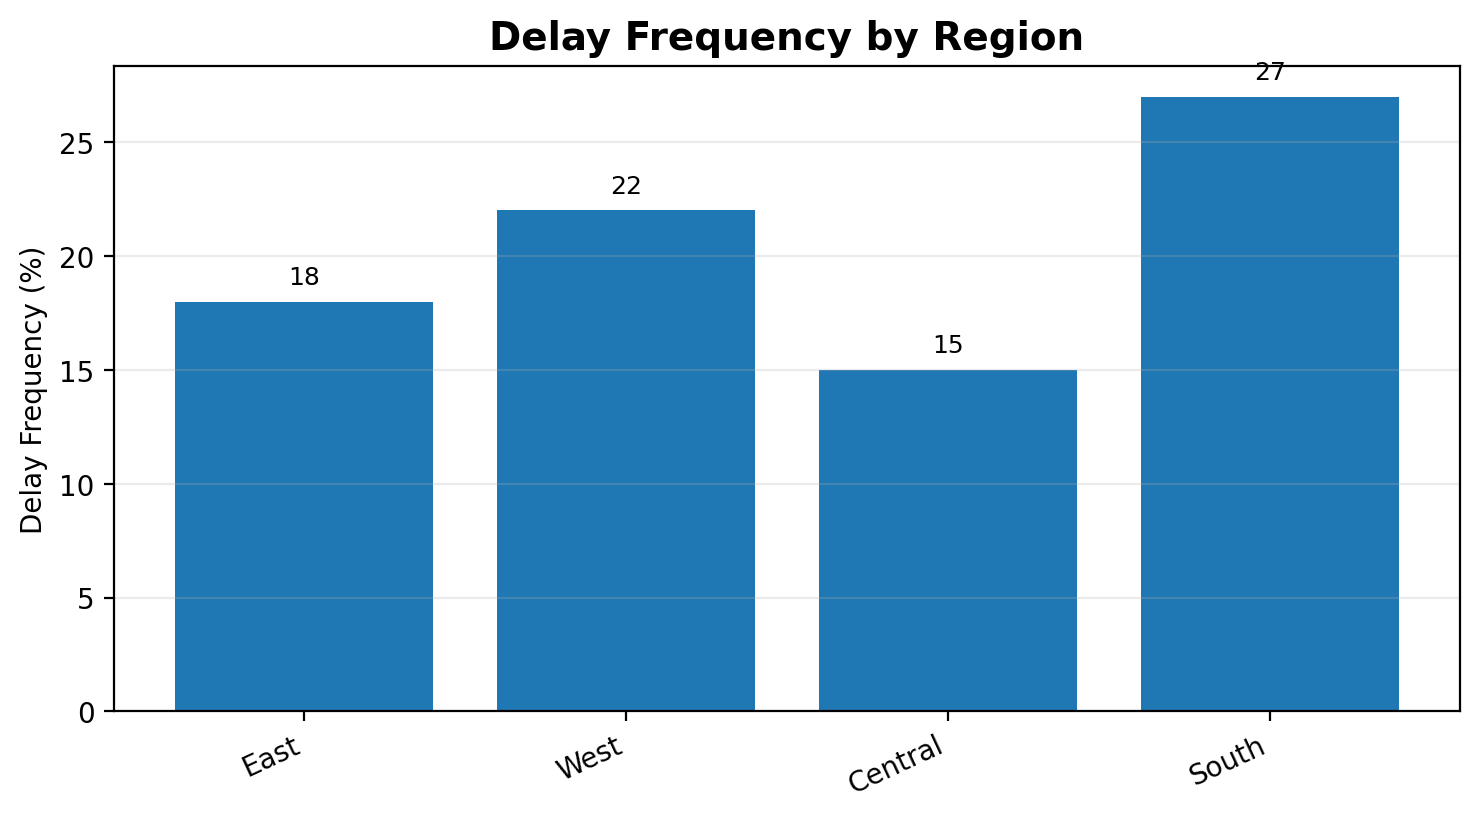 Delay Frequency by Region
Delay Frequency (%)
25
20
15
10
5
0
18
22
15
27
East
West
Central
South